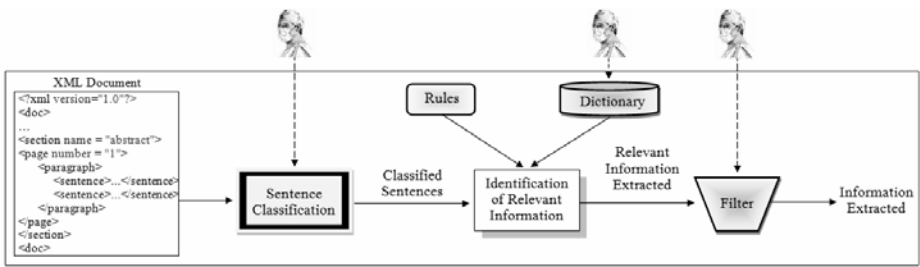 XML Document
<?xml version="1.0"?>
<doc>
...
<section name = "abstract">
<page number = "1">
<paragraph>
<sentence>...</sentence>
<sentence>...</sentence>
</paragraph>
</page>
</section>
<doc>
Sentence
Classification
Classified
Sentences
Rules
Dictionary
Identification
of Relevant
Information
Relevant
Information
Extracted
Filter
Information
Extracted